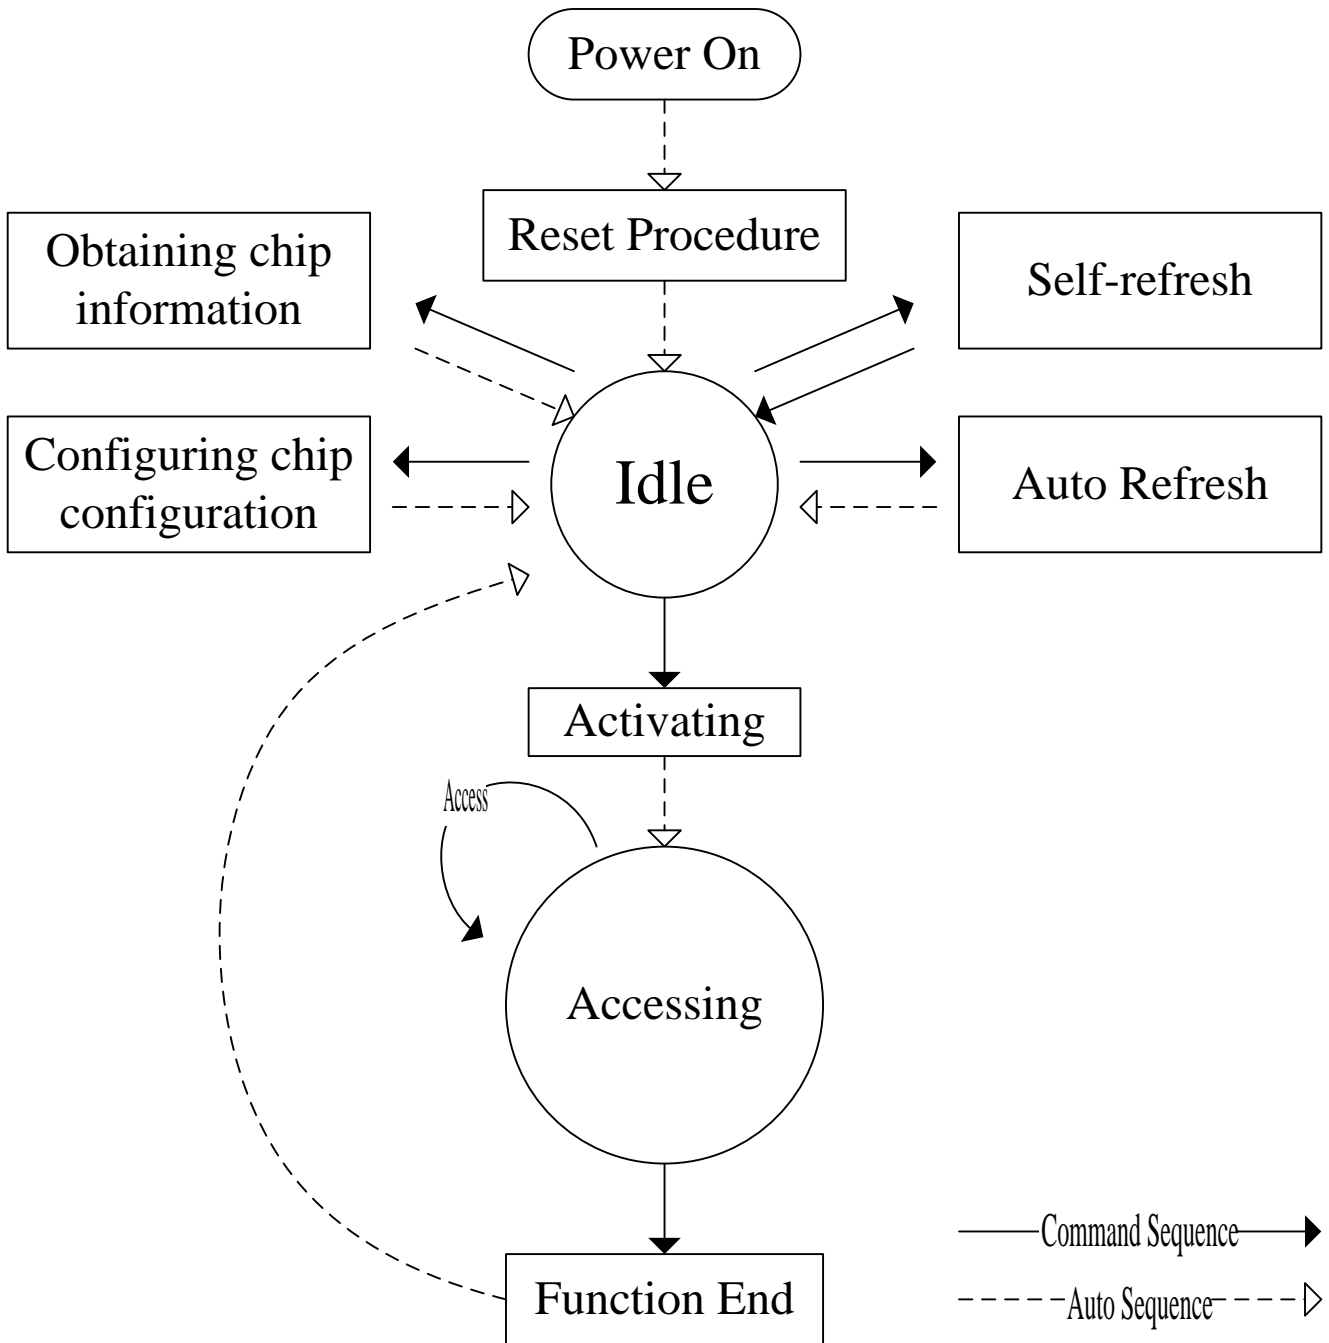 Power On
Reset Procedure
Obtaining chip
information
Self-refresh
Configuring chip
configuration
Idle
Auto Refresh
Activating
Access
Accessing
Command Sequence
Function End
Auto Sequence